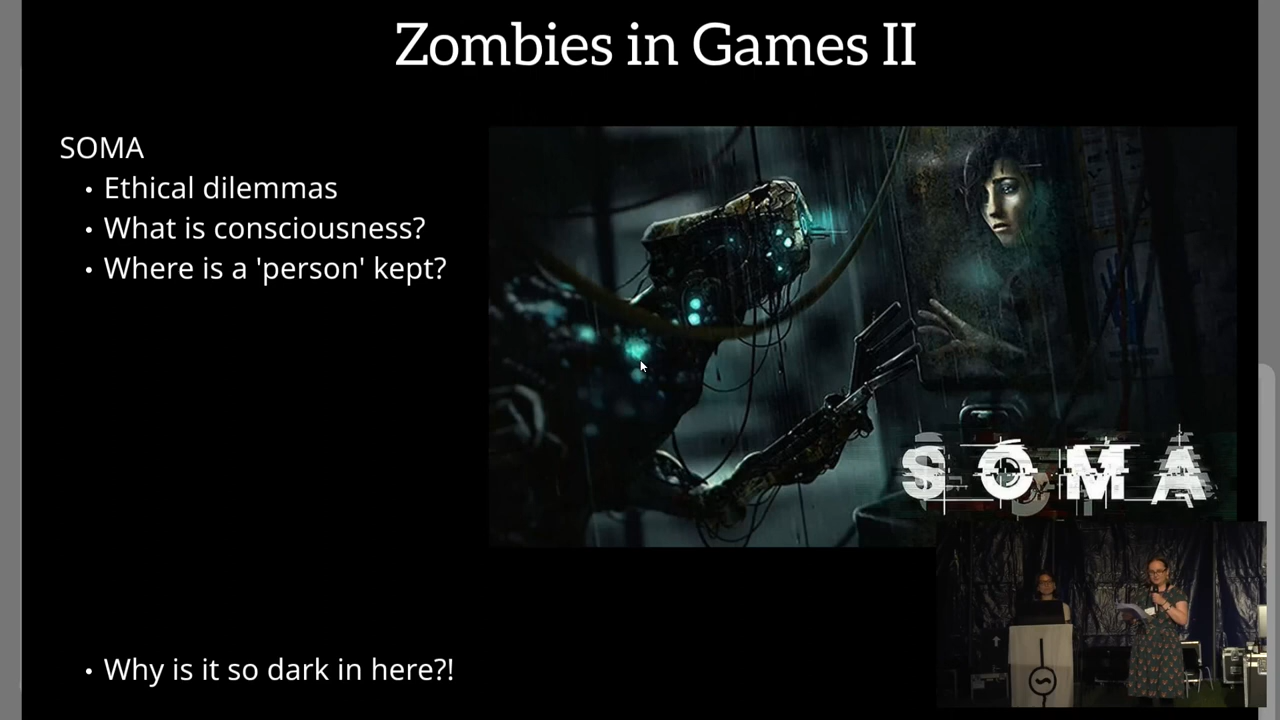 Zombies in Games II
SOMA
• Ethical dilemmas
• What is consciousness?
• Where is a 'person' kept?
SOMA
• Why is it so dark in here?!